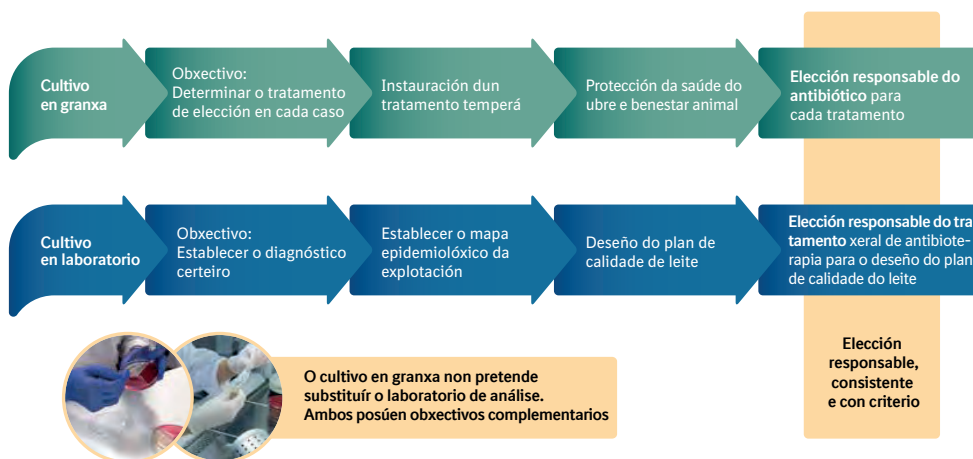 Cultivo
en granxa
Obxectivo:
Determinar o tratamento
de elección en cada caso
Instauración dun
tratamento temperá
Protección da saúde do
ubre e benestar animal
Elección responsable do
antibiótico para
cada tratamento
Cultivo
en laboratorio
Obxectivo:
Establecer o diagnóstico
certeiro
Establecer o mapa
epidemiolóxico da
explotación
Deseño do plan de
calidade de leite
Elección responsable do tra
tamento xeral de antibiote-
rapia para o deseño do plan
de calidade do leite
O cultivo en granxa non pretende
substituír o laboratorio de análise.
Ambos posúen obxectivos complementarios
Elección
responsable,
consistente
e con criterio